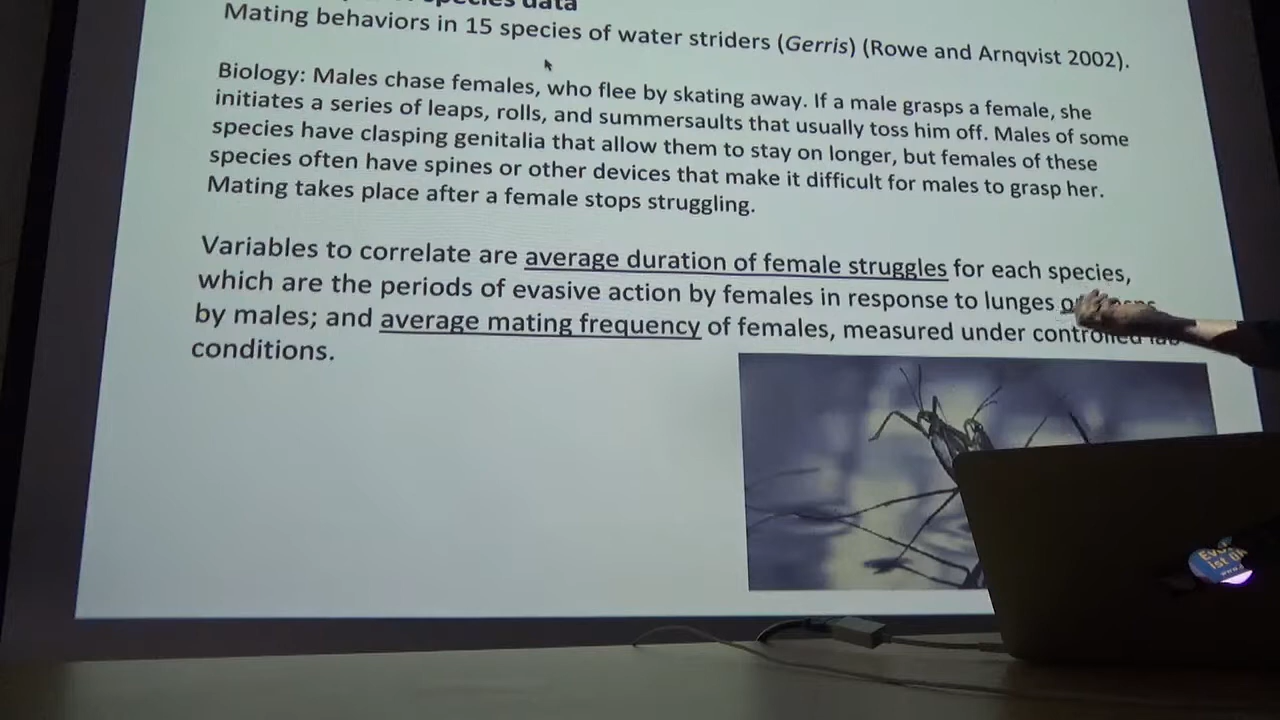 species data
Mating behaviors in 15 species of water striders (Gerris) (Rowe and Arnqvist 2002).
Biology: Males chase females, who flee by skating away. If a male grasps a female, she
initiates a series of leaps, rolls, and summersaults that usually toss him off. Males of some
species have clasping genitalia that allow them to stay on longer, but females of these
species often have spines or other devices that make it difficult for males to grasp her.
Mating takes place after a female stops struggling.
Variables to correlate are average duration of female struggles for each species,
which are the periods of evasive action by females in response to lunges
by males; and average mating frequency of females, measured under controlled lab
conditions.
ist